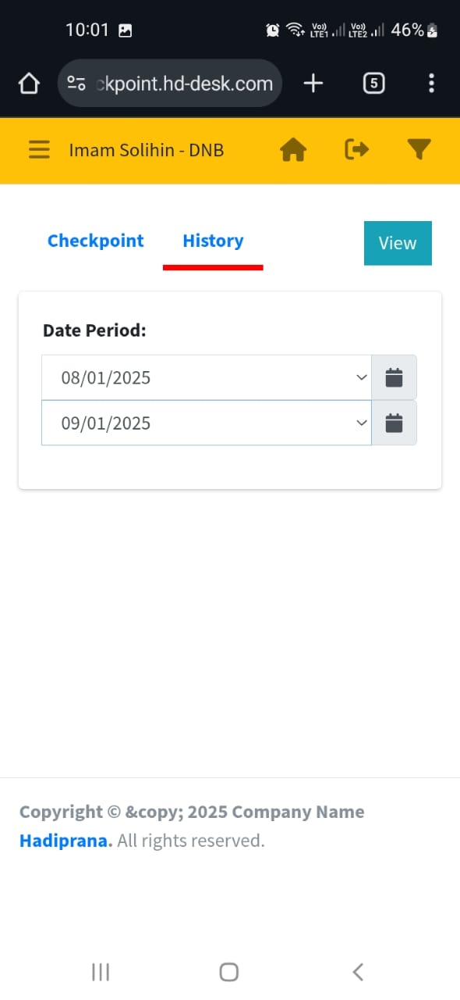 10:01
Vo)) LTE1 Vo)) LTE2 46%
ckpoint.hd-desk.com 5
Imam Solihin - DNB
Checkpoint History View
Date Period:
08/01/2025
09/01/2025
Copyright © &copy; 2025 Company Name
Hadiprana. All rights reserved.